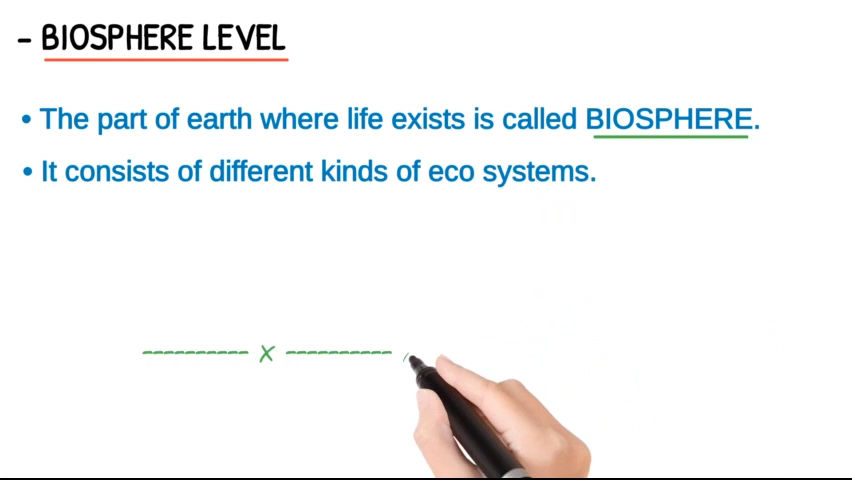 - BIOSPHERE LEVEL
• The part of earth where life exists is called BIOSPHERE.
• It consists of different kinds of eco systems.
---------- x ----------